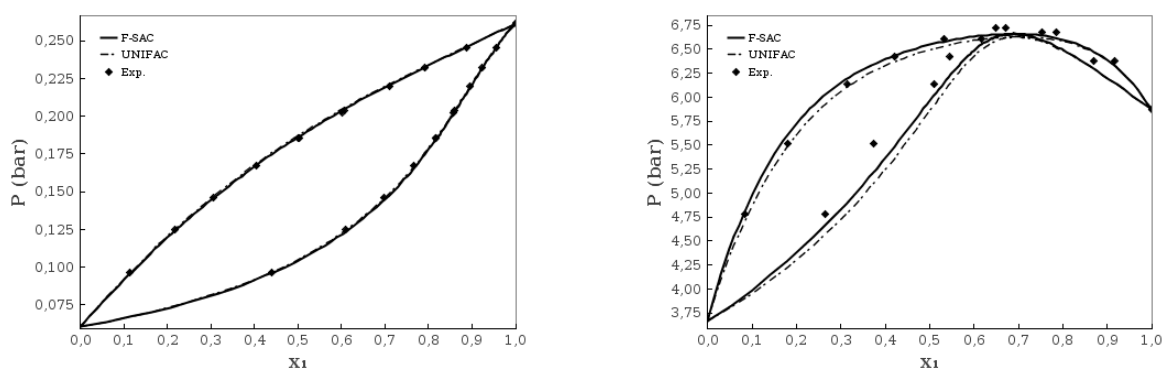 P (bar)
0,250
0,225
0,200
0,175
0,150
0,125
0,100
0,075
F-SAC
UNIFAC
Exp.
0,0 0,1 0,2 0,3 0,4 0,5 0,6 0,7 0,8 0,9 1,0
X1
P (bar)
6,75
6,50
6,25
6,00
5,75
5,50
5,25
5,00
4,75
4,50
4,25
4,00
3,75
F-SAC
UNIFAC
Exp.
0,0 0,1 0,2 0,3 0,4 0,5 0,6 0,7 0,8 0,9 1,0
X1